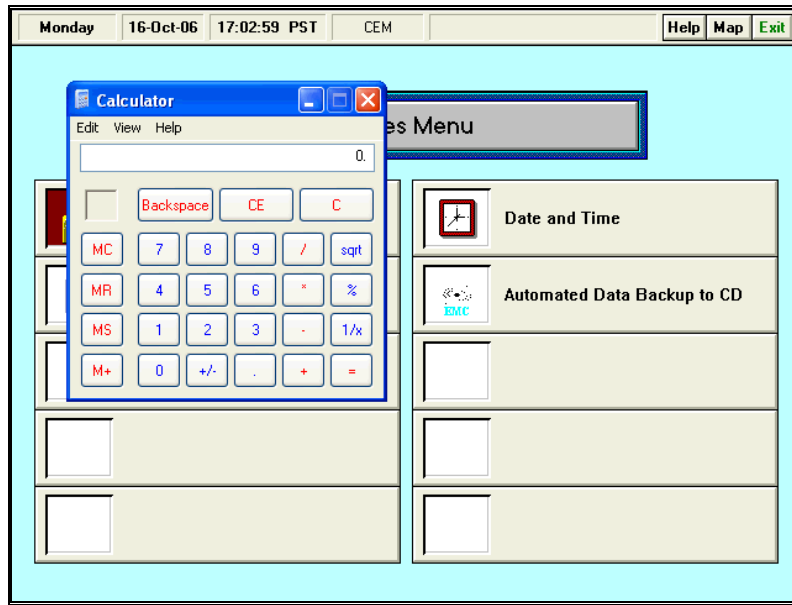 Monday 16-Oct-06 17:02:59 PST CEM Help Map Exit
Calculator
es Menu
Edit View Help
0.
Backspace CE C
MC 7 8 9 / sqrt
MR 4 5 6 * %
MS 1 2 3 - 1/x
M+ 0 +/- . + =
Date and Time
Automated Data Backup to CD
EMC